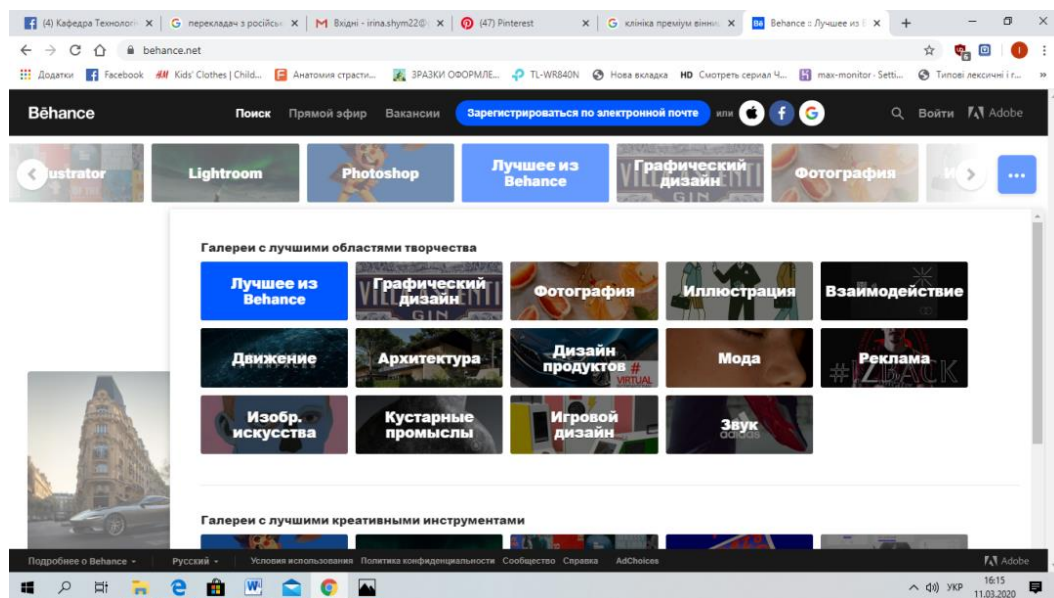 (4) Кафедра Технологі
перекладач з російсь
Вхідні - irina.shym22@
(47) Pinterest
клініка преміум вінни
Behance :: Лучшее из
behance.net
Додатки
Facebook
Kids' Clothes | Child...
Анатомия страсти...
ЗРАЗКИ ОФОРМЛЕ...
TL-WR840N
Нова вкладка
HD Смотреть сериал Ч...
max-monitor - Setti...
Типові лексичні і г...
Bēhance
Поиск
Прямой эфир
Вакансии
Зарегистрироваться по электронной почте
или
Войти
Adobe
ustrator
Lightroom
Photoshop
Лучшее из
Behance
Графический
дизайн
Фотография
Галереи с лучшими областями творчества
Лучшее из
Behance
Графический
дизайн
GIN
Фотография
Иллюстрация
Взаимодействие
Движение
Архитектура
Дизайн
продуктов
#
VIRTUAL
Мода
Реклама
Изобр.
искусства
Кустарные
промыслы
Игровой
дизайн
Звук
adidas
Галереи с лучшими креативными инструментами
Подробнее о Behance
Русский
Условия использования
Политика конфиденциальности
Сообщество
Справка
AdChoices
Adobe
УКР
16:15
11.03.2020